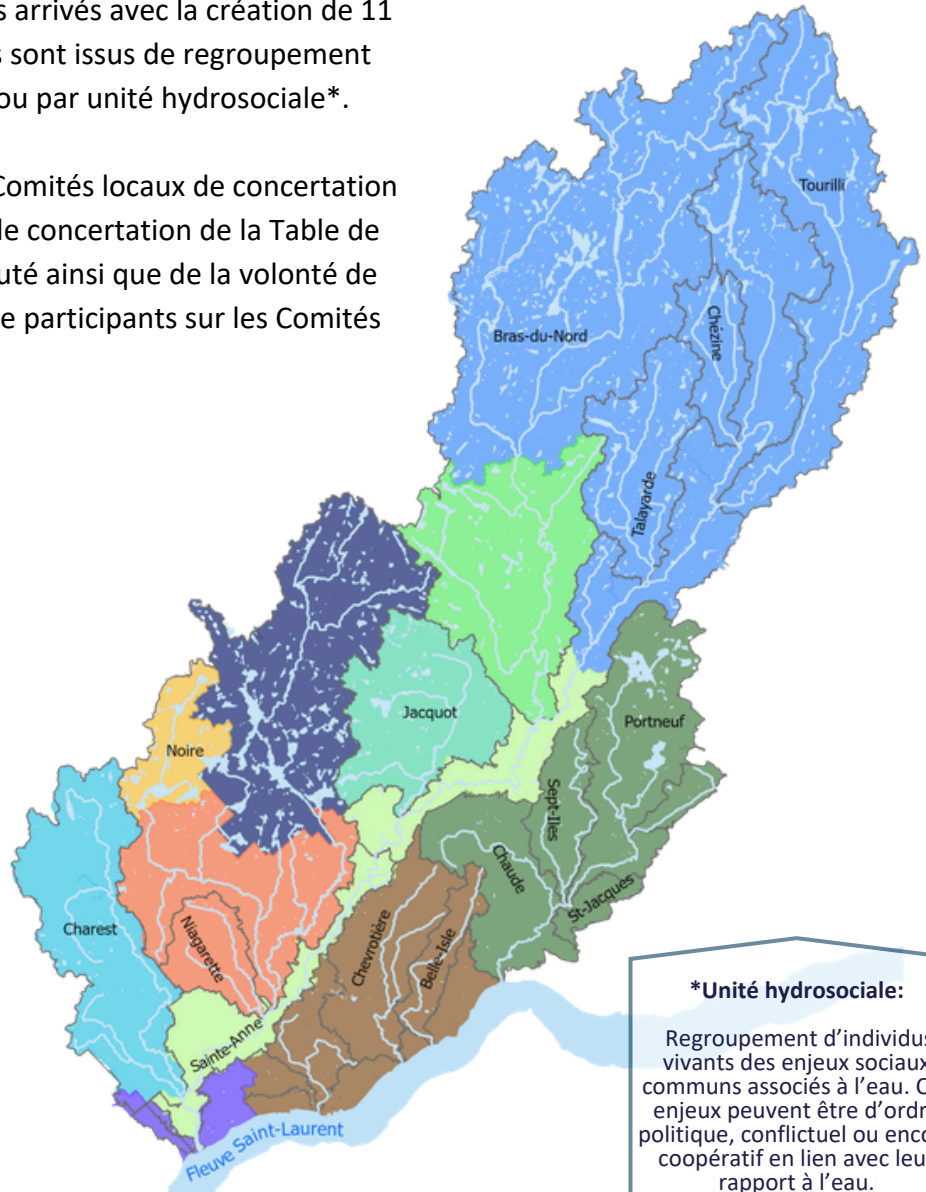 s arrivés avec la création de 11
s sont issus de regroupement
ou par unité hydrosociale*.
Comités locaux de concertation
de concertation de la Table de
uté ainsi que de la volonté de
e participants sur les Comités
Tourilli
Bras-du-Nord
Chézine
Talayarde
Jacquot
Portneuf
Noire
Sept-Iles
Chaude
St-Jacques
Charest
Niagarette
Chevrotière
Belle-Isle
Sainte-Anne
Fleuve Saint-Laurent
*Unité hydrosociale:
Regroupement d'individus
vivants des enjeux sociaux
communs associés à l'eau. C
enjeux peuvent être d'ordr
politique, conflictuel ou enco
coopératif en lien avec leu
rapport à l'eau.